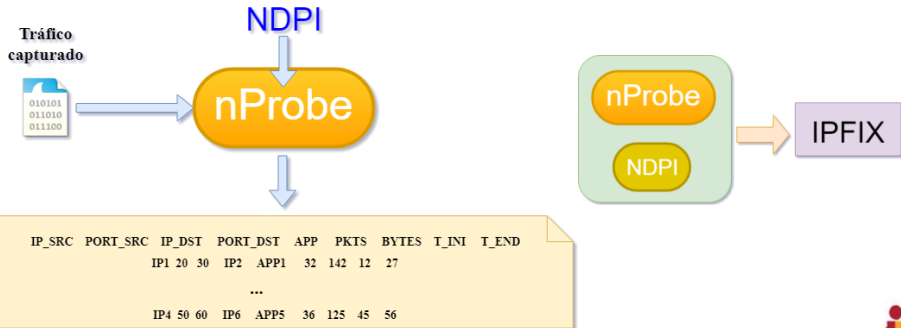 NDPI
Tráfico
capturado
010101
011010
011100
nProbe
nProbe
NDPI
IPFIX
IP_SRC PORT_SRC IP_DST PORT_DST APP PKTS BYTES T_INI T_END
IP1 20 30 IP2 APP1 32 142 12 27
...
IP4 50 60 IP6 APP5 36 125 45 56